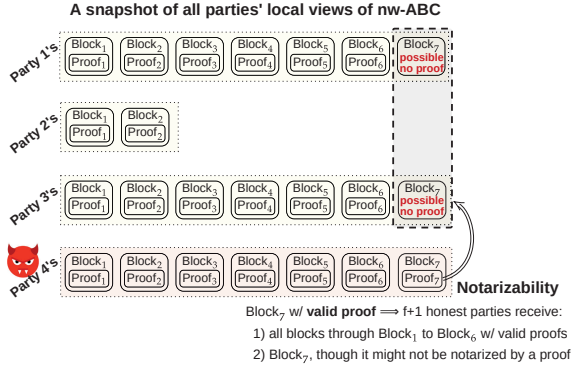 A snapshot of all parties' local views of nw-ABC
Party 1's
Block₁ Block₂ Block₃ Block₄ Block₅ Block₆ Block₇
Proof₁ Proof₂ Proof₃ Proof₄ Proof₅ Proof₆ possible
no proof
Party 2's
Block₁ Block₂
Proof₁ Proof₂
Party 3's
Block₁ Block₂ Block₃ Block₄ Block₅ Block₆ Block₇
Proof₁ Proof₂ Proof₃ Proof₄ Proof₅ Proof₆ possible
no proof
Party 4's
Block₁ Block₂ Block₃ Block₄ Block₅ Block₆ Block₇
Proof₁ Proof₂ Proof₃ Proof₄ Proof₅ Proof₆ Proof₇
Notarizability
Block₇ w/ valid proof ⟹ f+1 honest parties receive:
1) all blocks through Block₁ to Block₆ w/ valid proofs
2) Block₇, though it might not be notarized by a proof